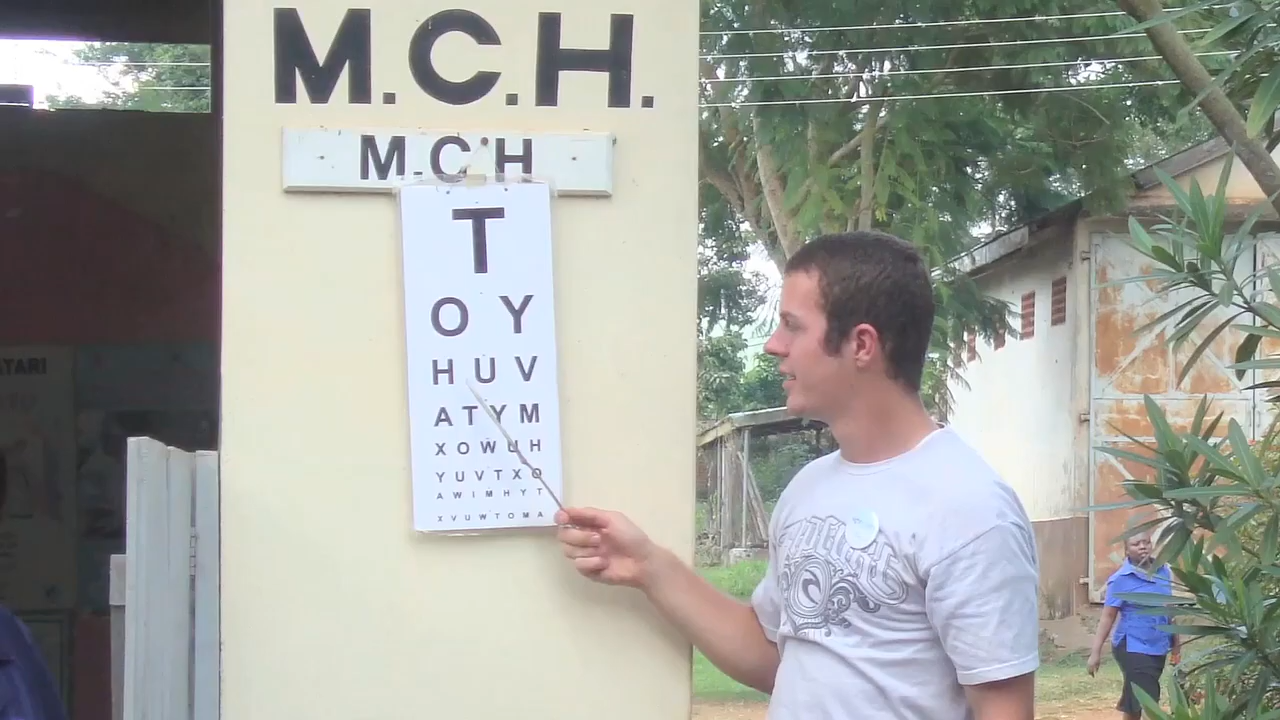 M.C.H.
M.C.H
T
O Y
H U V
A T Y M
X O W U H
Y U V T X O
A W I M H Y T
X V U W T O M A
ATARI